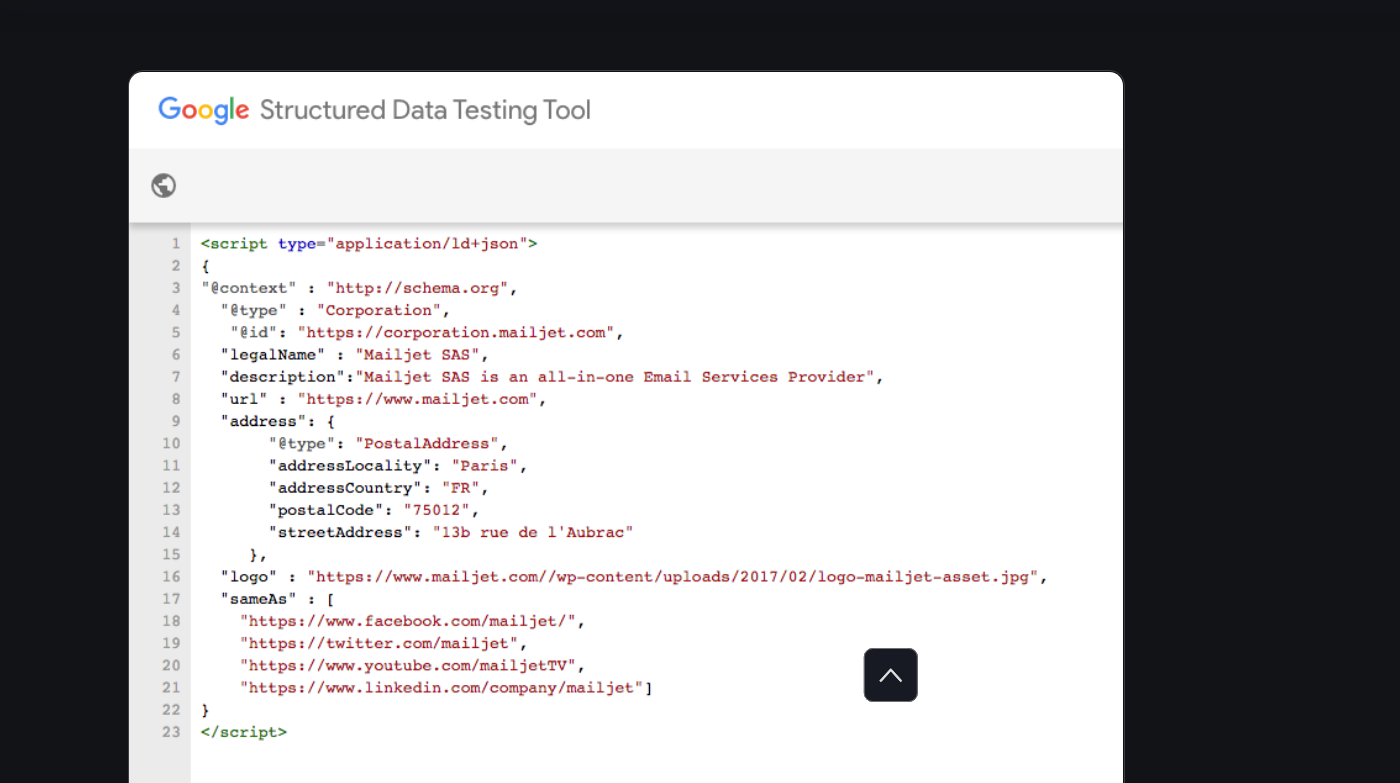 Google Structured Data Testing Tool
1 <script type="application/ld+json">
2 {
3 "@context" : "http://schema.org",
4 "@type" : "Corporation",
5 "@id": "https://corporation.mailjet.com",
6 "legalName" : "Mailjet SAS",
7 "description":"Mailjet SAS is an all-in-one Email Services Provider",
8 "url" : "https://www.mailjet.com",
9 "address": {
10 "@type": "PostalAddress",
11 "addressLocality": "Paris",
12 "addressCountry": "FR",
13 "postalCode": "75012",
14 "streetAddress": "13b rue de l'Aubrac"
15 },
16 "logo" : "https://www.mailjet.com//wp-content/uploads/2017/02/logo-mailjet-asset.jpg",
17 "sameAs" : [
18 "https://www.facebook.com/mailjet/",
19 "https://twitter.com/mailjet",
20 "https://www.youtube.com/mailjetTV",
21 "https://www.linkedin.com/company/mailjet"]
22 }
23 </script>